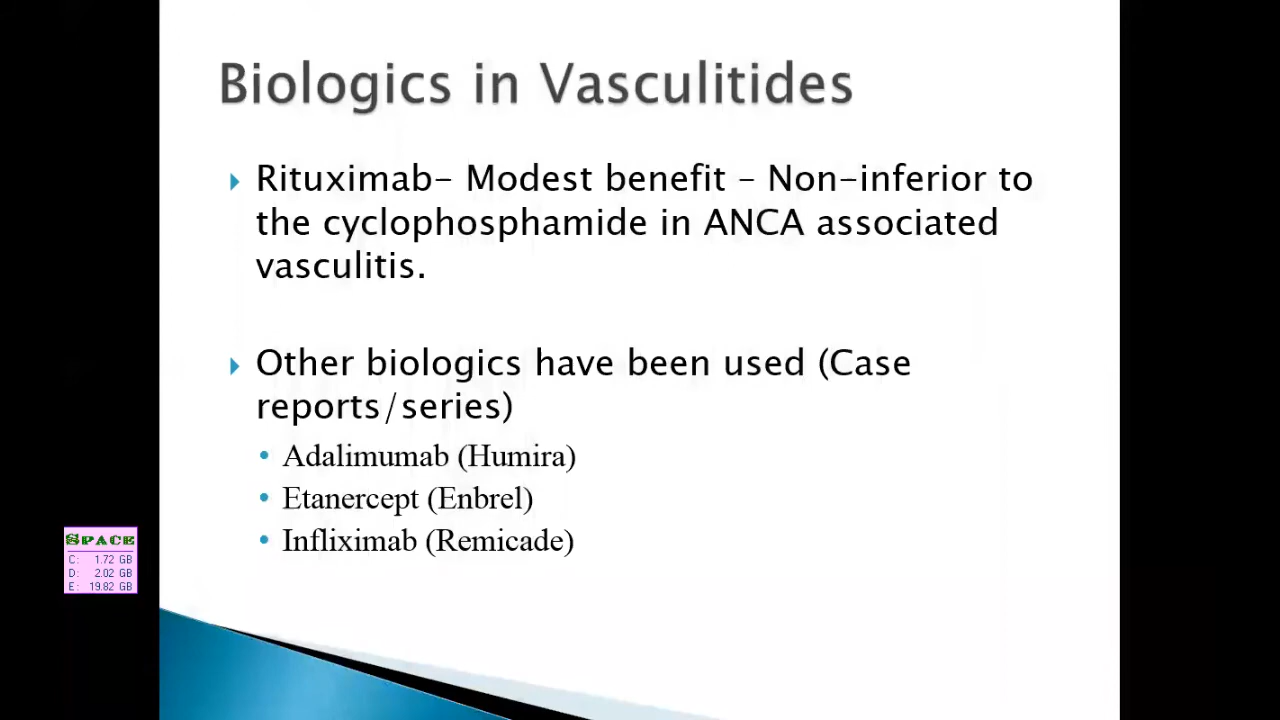 Biologics in Vasculitides
Rituximab- Modest benefit – Non-inferior to
the cyclophosphamide in ANCA associated
vasculitis.
Other biologics have been used (Case
reports/series)
Adalimumab (Humira)
Etanercept (Enbrel)
Infliximab (Remicade)
SPACE
C: 1.72 GB
D: 2.02 GB
E: 19.82 GB